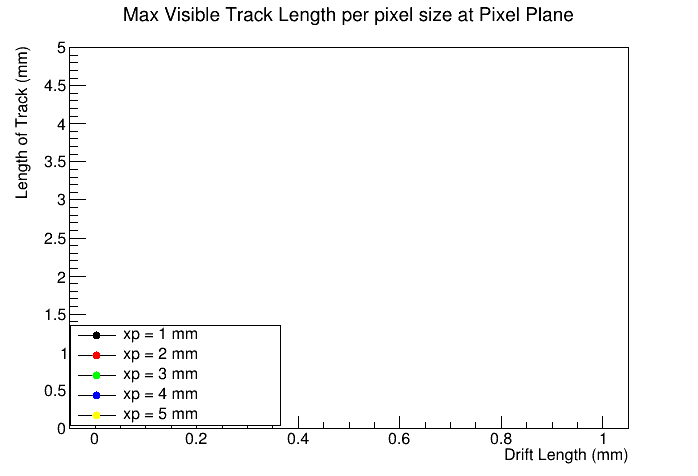 Max Visible Track Length per pixel size at Pixel Plane
Length of Track (mm)
5
4.5
4
3.5
3
2.5
2
1.5
1
0.5
0
xp = 1 mm
xp = 2 mm
xp = 3 mm
xp = 4 mm
xp = 5 mm
0 0.2 0.4 0.6 0.8 1
Drift Length (mm)